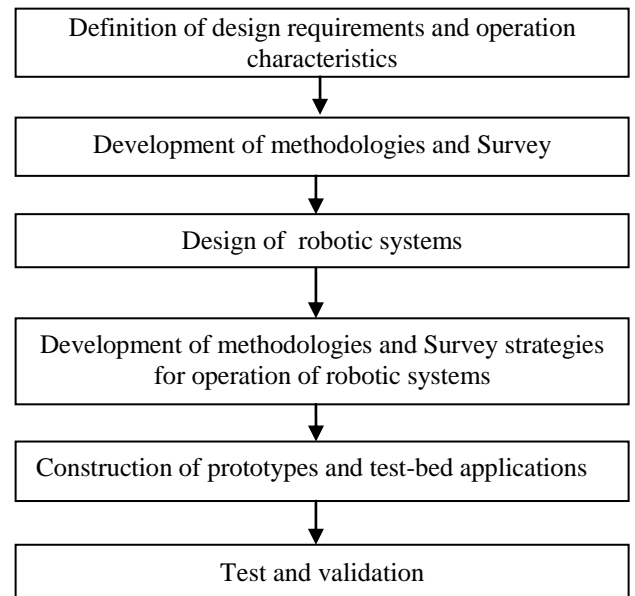 Definition of design requirements and operation
characteristics
Development of methodologies and Survey
Design of robotic systems
Development of methodologies and Survey strategies
for operation of robotic systems
Construction of prototypes and test-bed applications
Test and validation